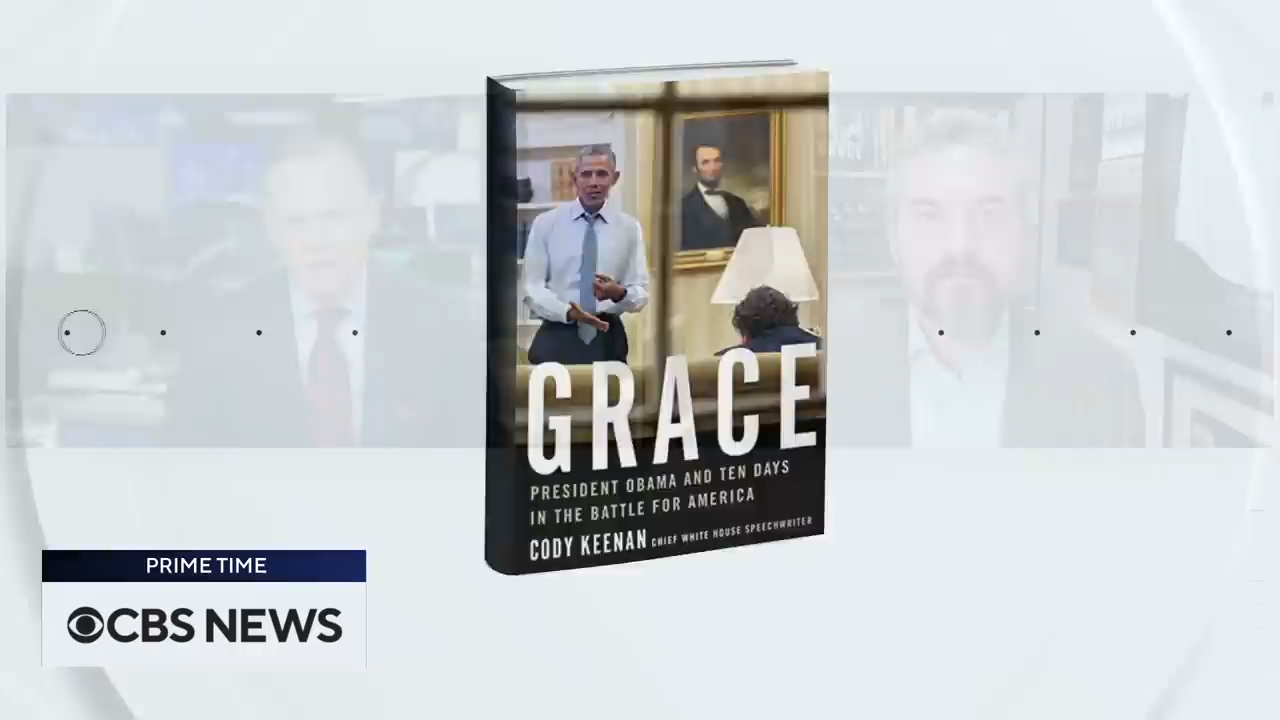 GRACE
PRESIDENT OBAMA AND TEN DAYS
IN THE BATTLE FOR AMERICA
CODY KEENAN CHIEF WHITE HOUSE SPEECHWRITER
PRIME TIME
CBS NEWS